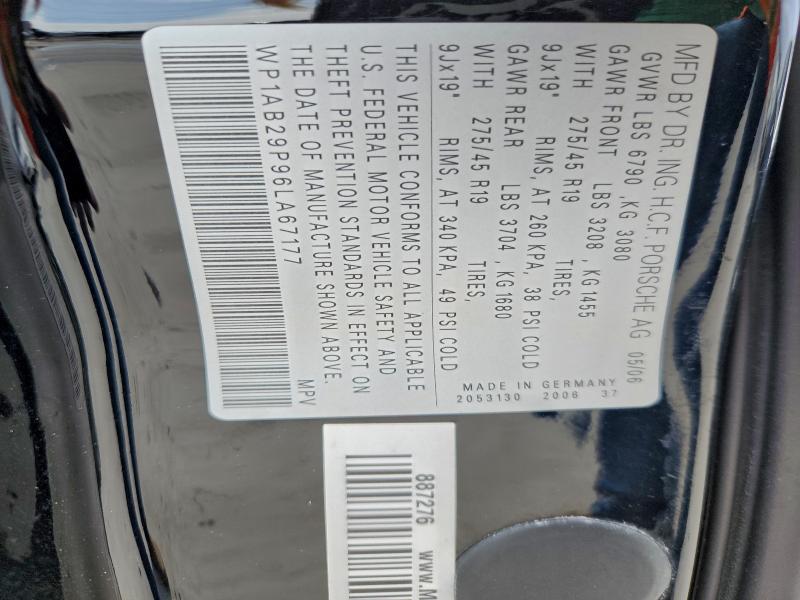 MFD BY DR. ING. H.C.F. PORSCHE AG 05/06
GVWR LBS 6790 , KG 3080
GAWR FRONT LBS 3208 , KG 1455
WITH 275/45 R19 TIRES,
9Jx19" RIMS, AT 260 KPA, 38 PSI COLD
GAWR REAR LBS 3704 , KG 1680
WITH 275/45 R19 TIRES,
9Jx19" RIMS, AT 340 KPA, 49 PSI COLD
THIS VEHICLE CONFORMS TO ALL APPLICABLE
U.S. FEDERAL MOTOR VEHICLE SAFETY AND
THEFT PREVENTION STANDARDS IN EFFECT ON
THE DATE OF MANUFACTURE SHOWN ABOVE.
WP1AB29P96LA67177 MPV
MADE IN GERMANY
2053130 2006 37
887276 www.M